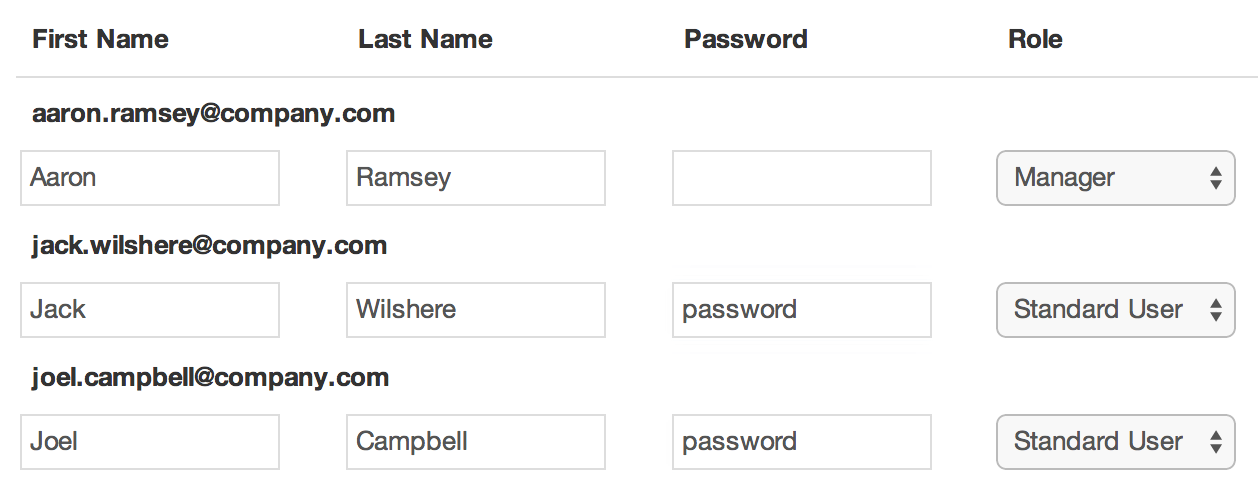 First Name Last Name Password Role
aaron.ramsey@company.com
Aaron Ramsey Manager
jack.wilshere@company.com
Jack Wilshere password Standard User
joel.campbell@company.com
Joel Campbell password Standard User